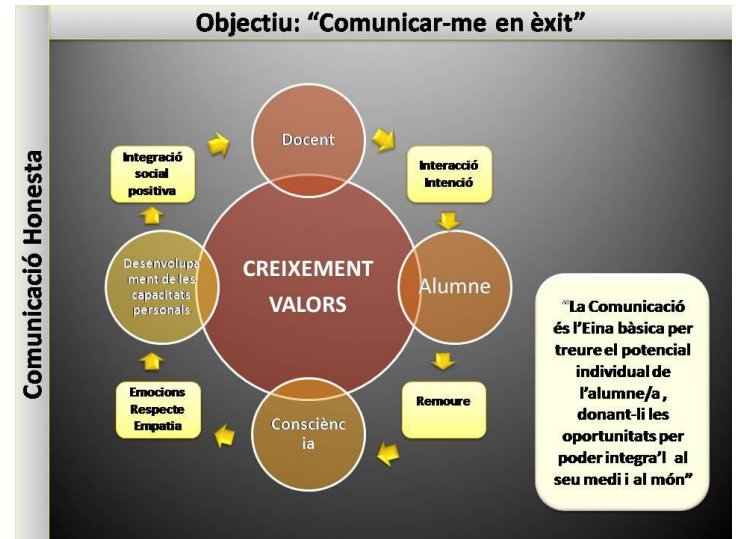 Objectiu: “Comunicar-me en èxit”
Comunicació Honesta
Docent
Interacció
Intenció
Alumne
Remoure
Consciènc
ia
Emocions
Respecte
Empatia
Desenvolupa
ment de les
capacitats
personals
Integració
social
positiva
CREIXEMENT
VALORS
“La Comunicació
és l’Eina bàsica per
treure el potencial
individual de
l’alumne/a ,
donant-li les
oportunitats per
poder integra’l al
seu medi i al món”